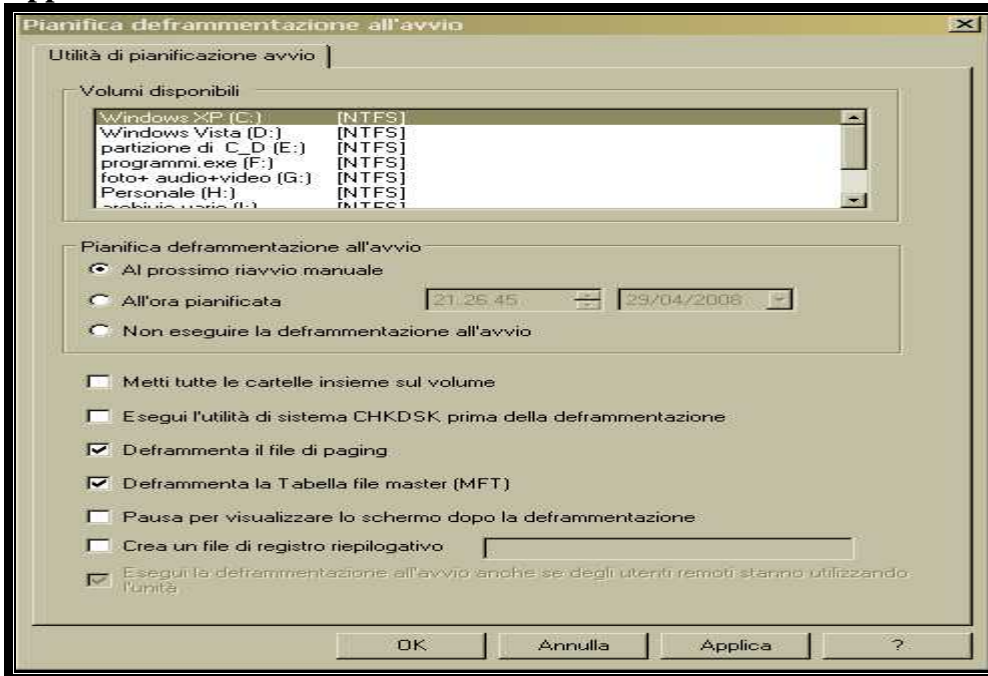 Pianifica deframmentazione all'avvio
Utilità di pianificazione avvio
Volumi disponibili
Windows XP (C:) [NTFS]
Windows Vista (D:) [NTFS]
partizione di C_D (E:) [NTFS]
programmi.exe (F:) [NTFS]
foto+ audio+video (G:) [NTFS]
Personale (H:) [NTFS]
Pianifica deframmentazione all'avvio
Al prossimo riavvio manuale
All'ora pianificata 21.26.45 29/04/2008
Non eseguire la deframmentazione all'avvio
Metti tutte le cartelle insieme sul volume
Esegui l'utilità di sistema CHKDSK prima della deframmentazione
Deframmenta il file di paging
Deframmenta la Tabella file master (MFT)
Pausa per visualizzare lo schermo dopo la deframmentazione
Crea un file di registro riepilogativo
Esegui la deframmentazione all'avvio anche se degli utenti remoti stanno utilizzando
l'unità
OK Annulla Applica ?